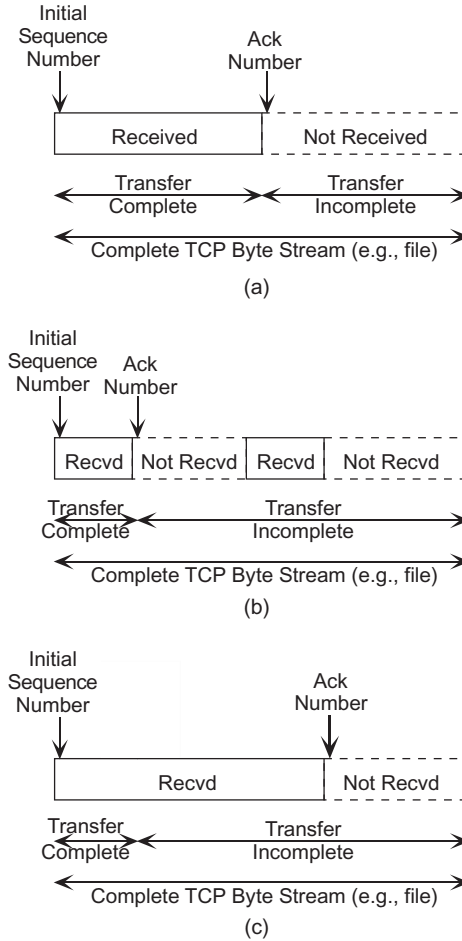 Initial
Sequence
Number
Ack
Number
Received
Not Received
Transfer
Complete
Transfer
Incomplete
Complete TCP Byte Stream (e.g., file)
(a)
Initial
Sequence
Number
Ack
Number
Recvd
Not Recvd
Recvd
Not Recvd
Transfer
Complete
Transfer
Incomplete
Complete TCP Byte Stream (e.g., file)
(b)
Initial
Sequence
Number
Ack
Number
Recvd
Not Recvd
Transfer
Complete
Transfer
Incomplete
Complete TCP Byte Stream (e.g., file)
(c)